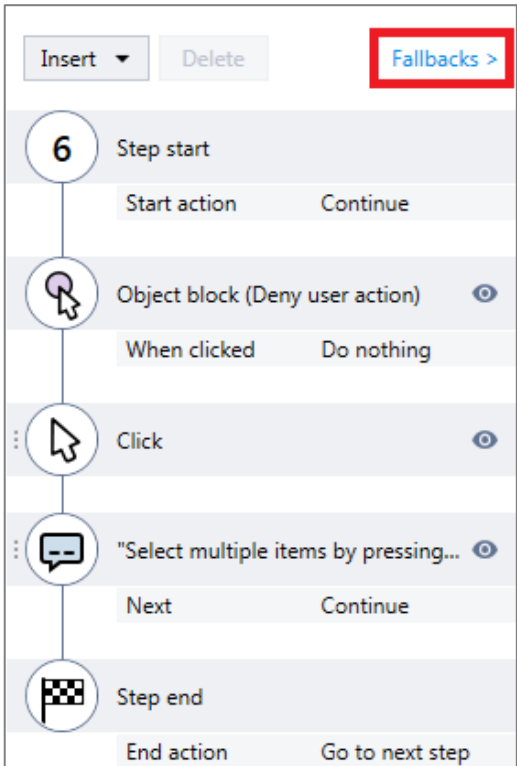 Insert Delete Fallbacks >
6 Step start
Start action Continue
Object block (Deny user action)
When clicked Do nothing
Click
"Select multiple items by pressing...
Next Continue
Step end
End action Go to next step